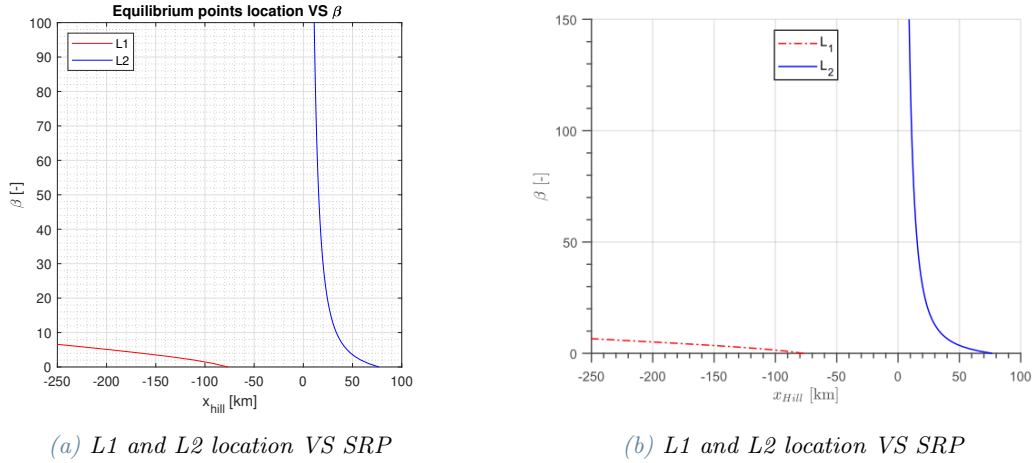 Equilibrium points location VS β
L1
L2
100
90
80
70
60
50
40
30
20
10
0
β [-]
-250 -200 -150 -100 -50 0 50 100
x_hill [km]
(a) L1 and L2 location VS SRP
L_1
L_2
150
100
50
0
β [-]
-250 -200 -150 -100 -50 0 50 100
x_Hill [km]
(b) L1 and L2 location VS SRP